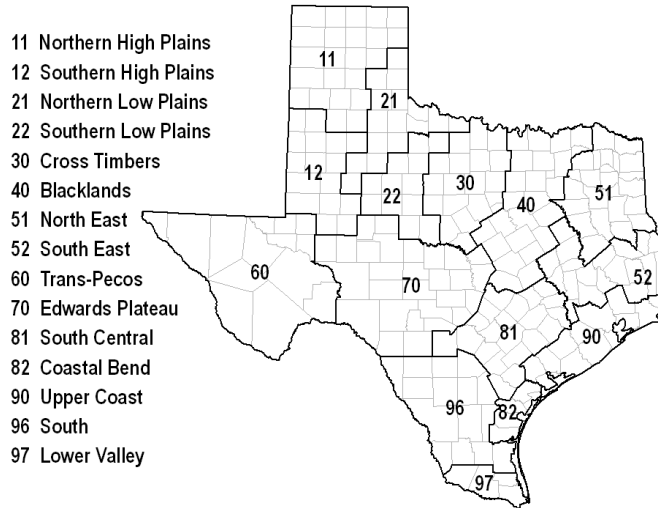 11 Northern High Plains
12 Southern High Plains
21 Northern Low Plains
22 Southern Low Plains
30 Cross Timbers
40 Blacklands
51 North East
52 South East
60 Trans-Pecos
70 Edwards Plateau
81 South Central
82 Coastal Bend
90 Upper Coast
96 South
97 Lower Valley
11
21
12
22
30
40
51
60
70
52
81
90
96
82
97